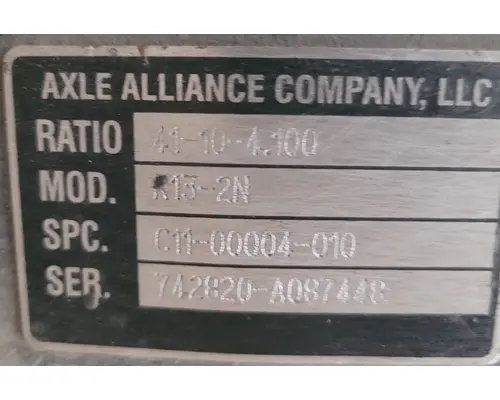 AXLE ALLIANCE COMPANY, LLC
RATIO 41-10-4.100
MOD. R13-2N
SPC. C11-00004-010
SER. 742820-A087448